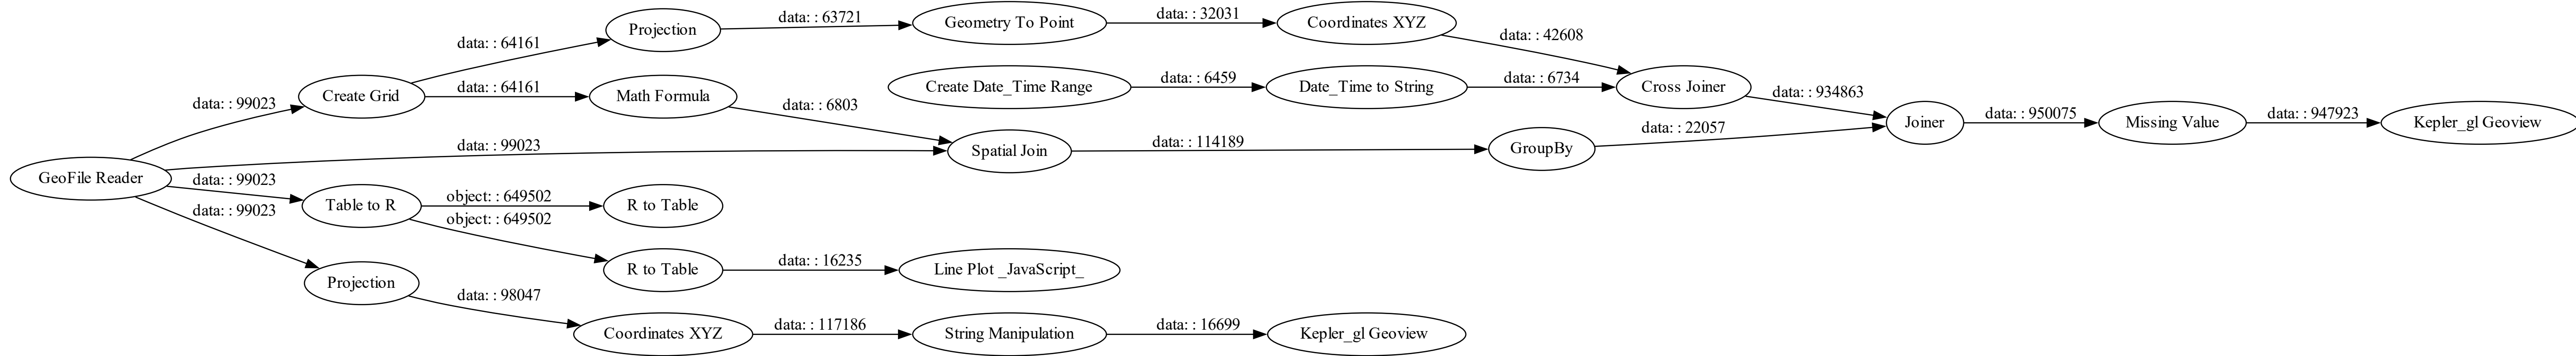 Projection
data: : 63721
Geometry To Point
data: : 32031
Coordinates XYZ
data: : 64161
data: : 42608
Create Grid
data: : 64161
Math Formula
Create Date_Time Range
data: : 6459
Date_Time to String
data: : 6734
Cross Joiner
data: : 99023
data: : 6803
data: : 934863
Joiner
data: : 950075
Missing Value
data: : 947923
Kepler_gl Geoview
data: : 99023
Spatial Join
data: : 114189
GroupBy
data: : 22057
GeoFile Reader
data: : 99023
Table to R
object: : 649502
R to Table
data: : 99023
object: : 649502
R to Table
data: : 16235
Line Plot _JavaScript_
Projection
data: : 98047
Coordinates XYZ
data: : 117186
String Manipulation
data: : 16699
Kepler_gl Geoview